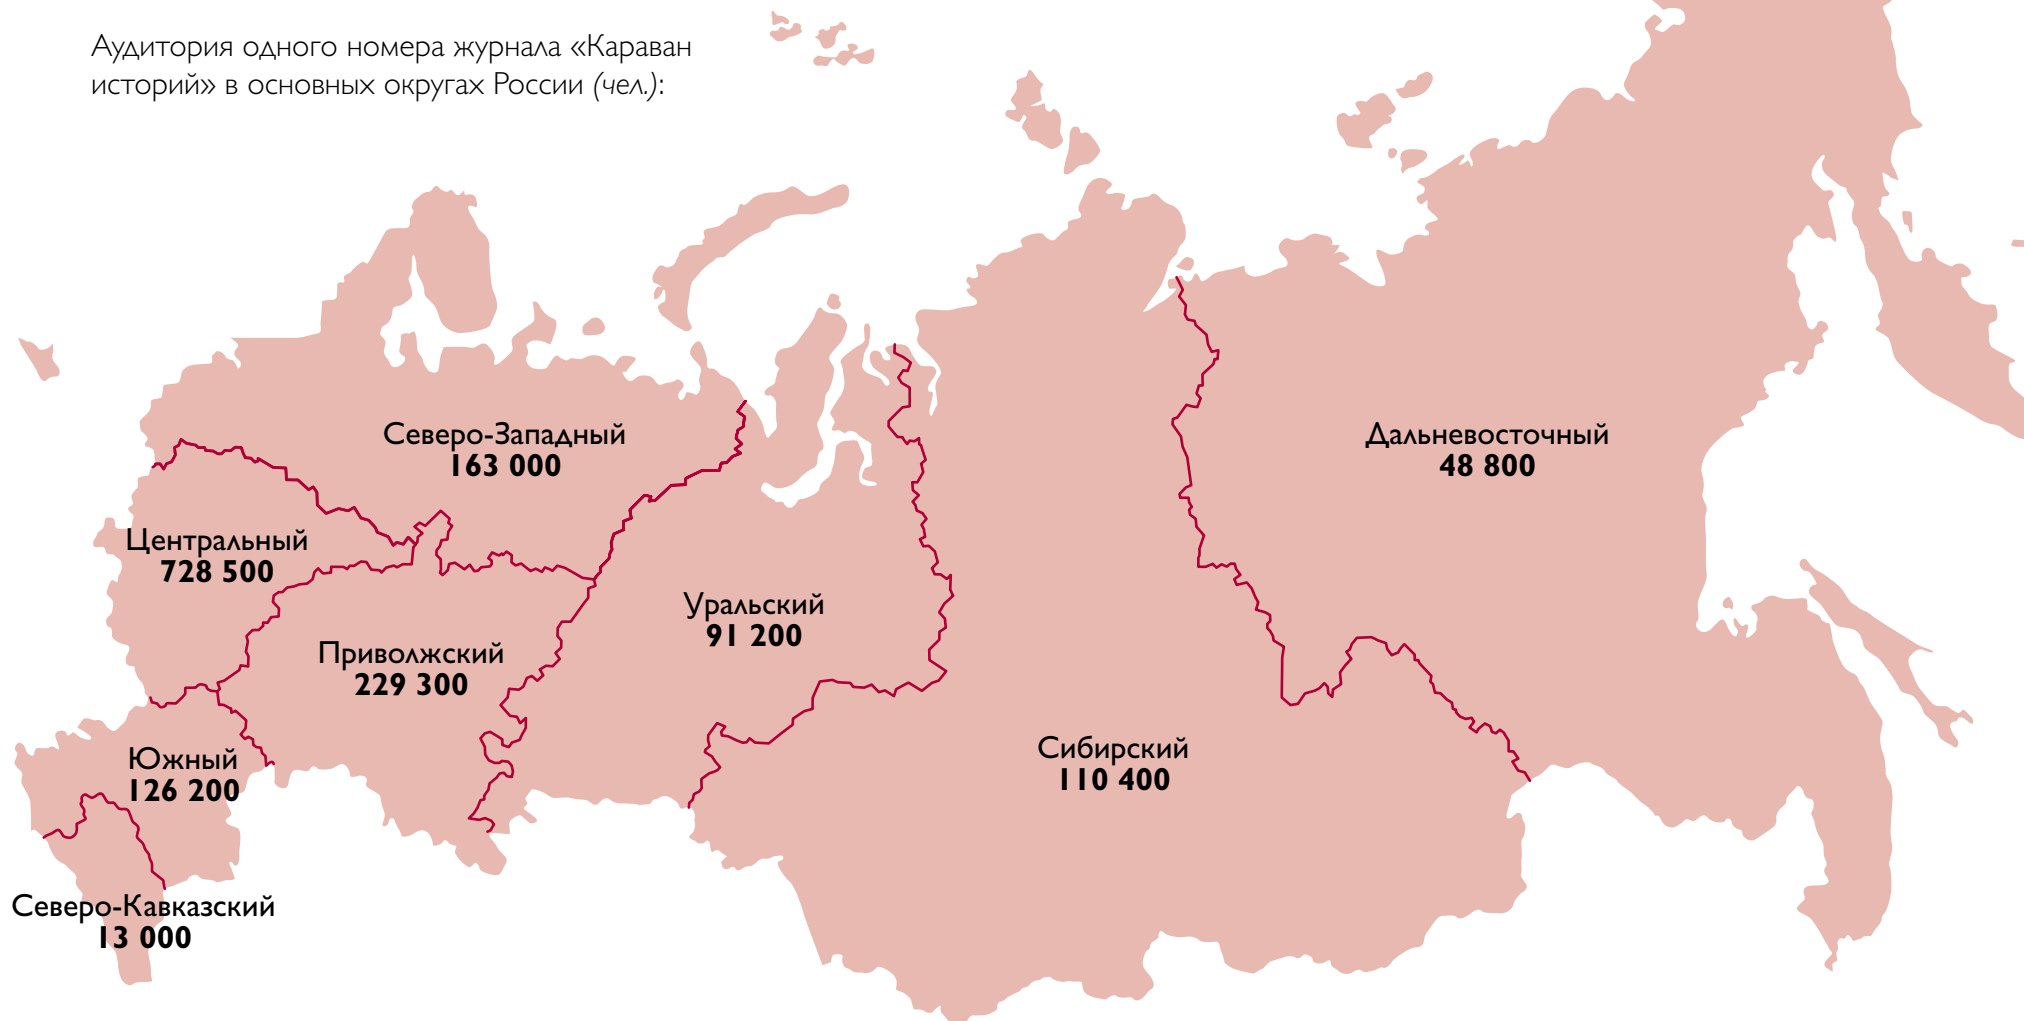 Аудитория одного номера журнала «Караван
историй» в основных округах России (чел.):
Северо-Западный
163 000
Дальневосточный
48 800
Центральный
728 500
Уральский
91 200
Приволжский
229 300
Южный
126 200
Сибирский
110 400
Северо-Кавказский
13 000